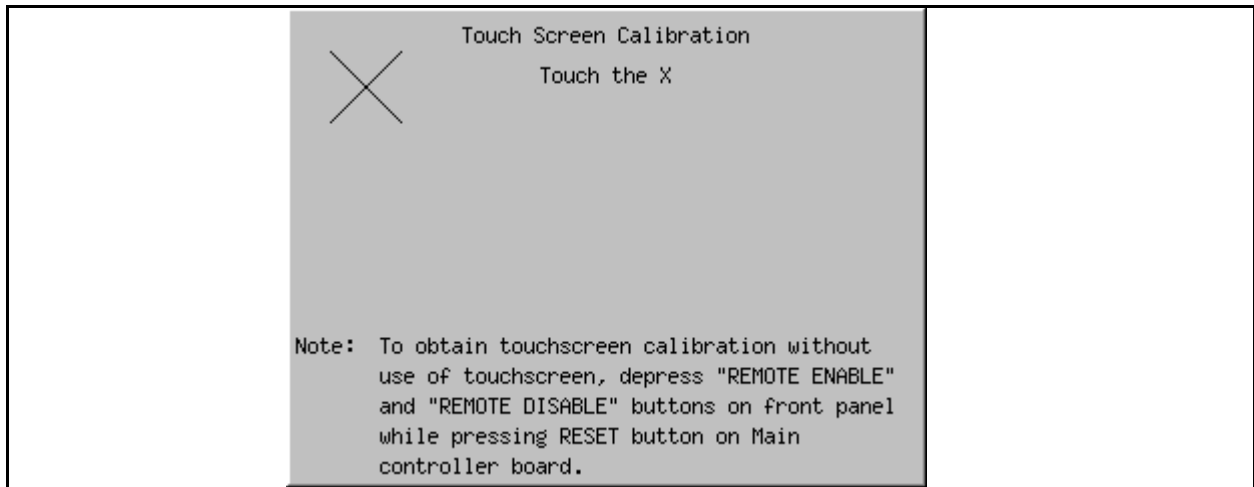 Touch Screen Calibration
Touch the X
Note: To obtain touchscreen calibration without
use of touchscreen, depress "REMOTE ENABLE"
and "REMOTE DISABLE" buttons on front panel
while pressing RESET button on Main
controller board.